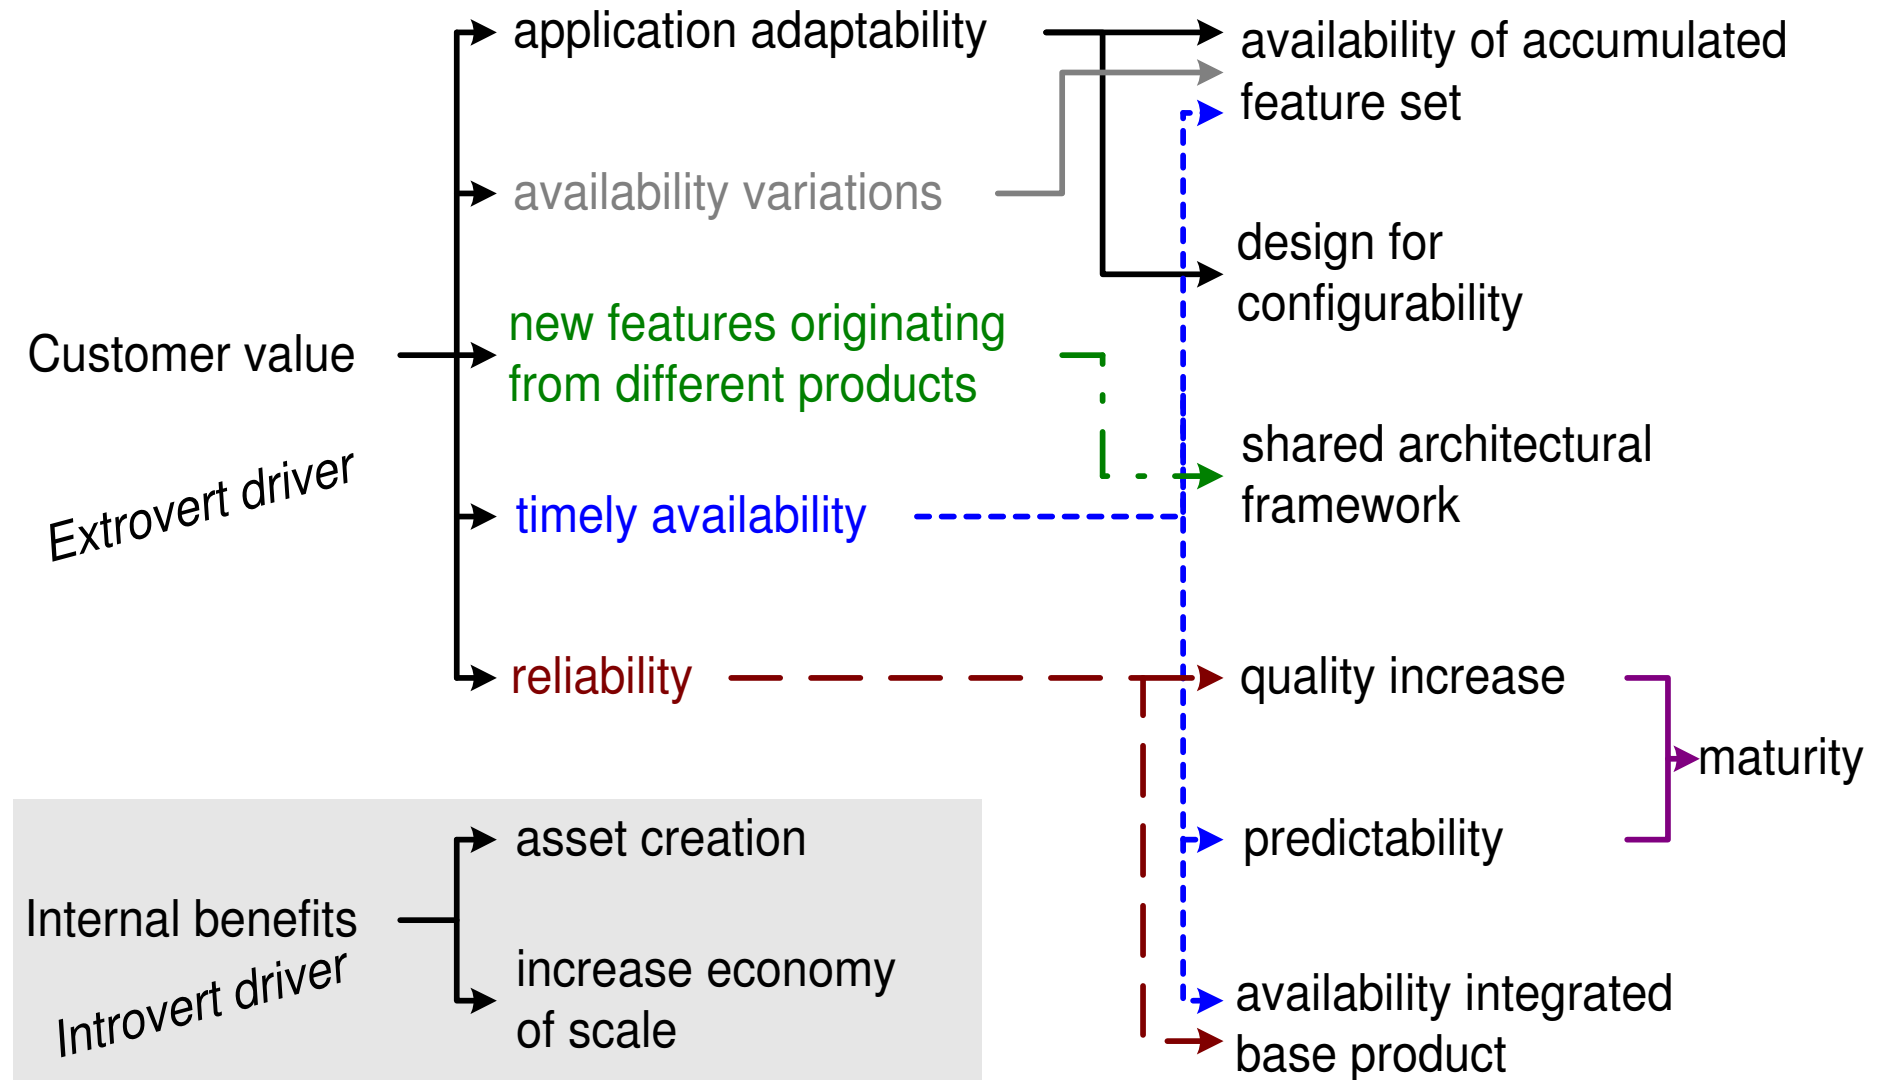 application adaptability
availability of accumulated
feature set
availability variations
design for
configurability
new features originating
from different products
Customer value
shared architectural
framework
Extrovert driver
timely availability
reliability
quality increase
maturity
asset creation
predictability
Internal benefits
Introvert driver
increase economy
of scale
availability integrated
base product